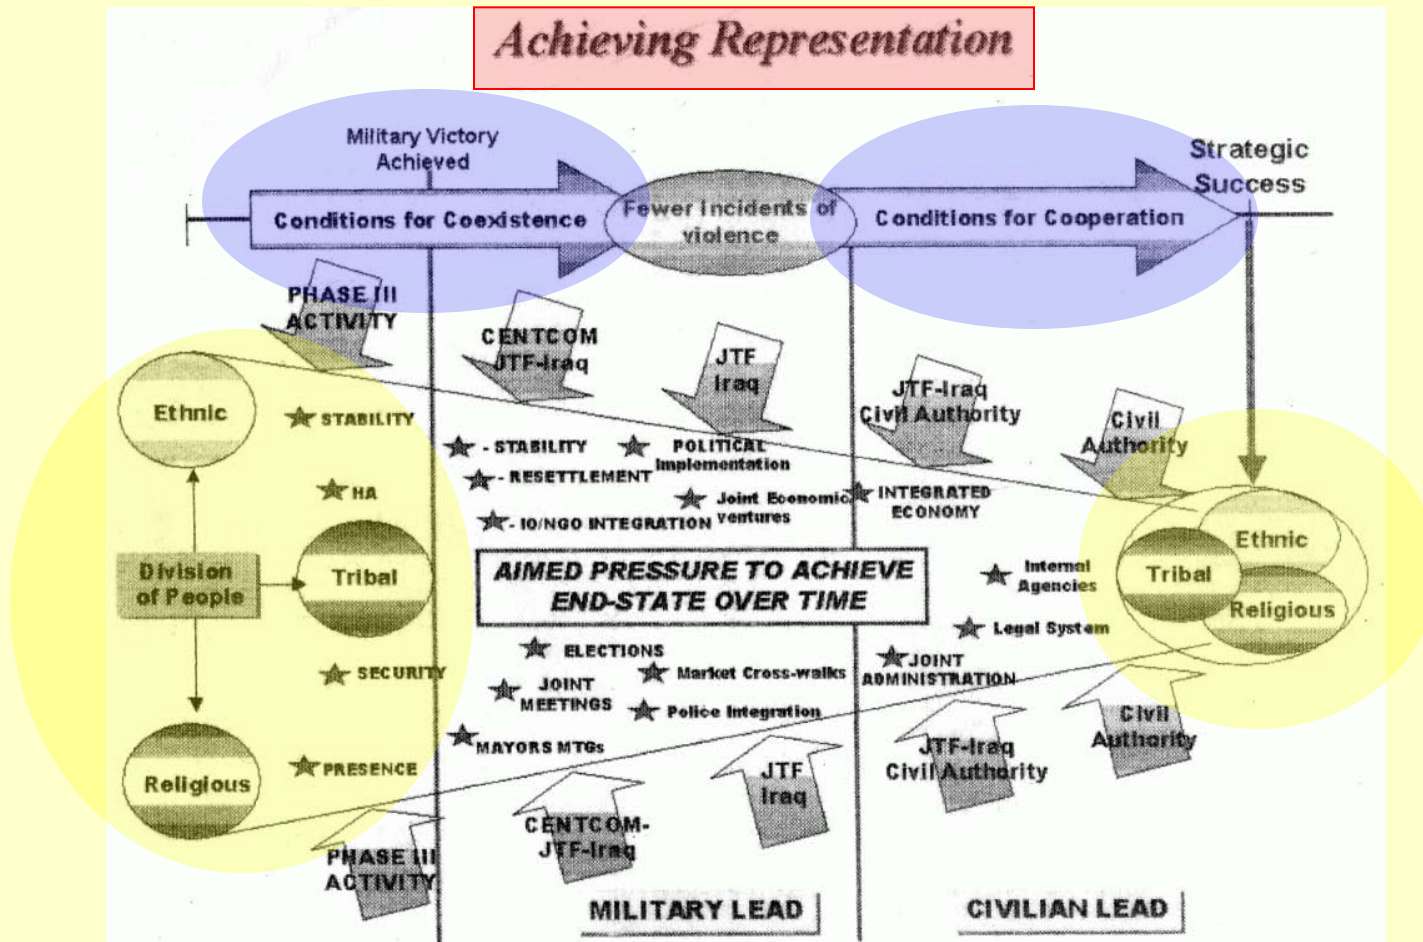 Achieving Representation
Military Victory
Achieved
Strategic
Success
Conditions for Coexistence
Fewer Incidents of
violence
Conditions for Cooperation
PHASE III
ACTIVITY
CENTCOM
JTF-Iraq
JTF
Iraq
JTF-Iraq
Civil Authority
Civil
Authority
Ethnic
STABILITY
- STABILITY
POLITICAL
Implementation
- RESETTLEMENT
HA
Joint Economic
ventures
INTEGRATED
ECONOMY
- IO/NGO INTEGRATION
Ethnic
Division
of People
Tribal
AIMED PRESSURE TO ACHIEVE
END-STATE OVER TIME
Internal
Agencies
Tribal
Religious
Legal System
ELECTIONS
JOINT
ADMINISTRATION
SECURITY
Market Cross-walks
JOINT
MEETINGS
Police Integration
MAYORS MTGs
PRESENCE
Religious
Civil
Authority
JTF-Iraq
Civil Authority
JTF
Iraq
CENTCOM-
JTF-Iraq
PHASE III
ACTIVITY
MILITARY LEAD
CIVILIAN LEAD